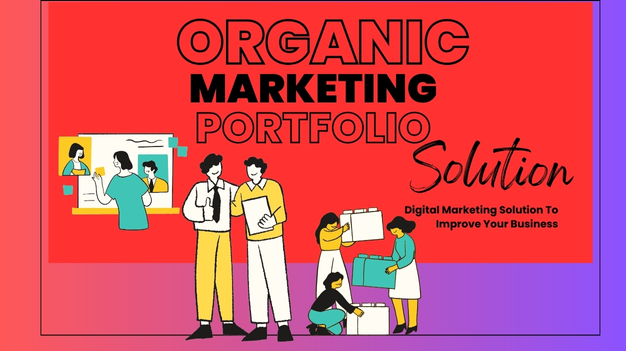 ORGANIC
MARKETING
PORTFOLIO
Solution
Digital Marketing Solution To
Improve Your Business